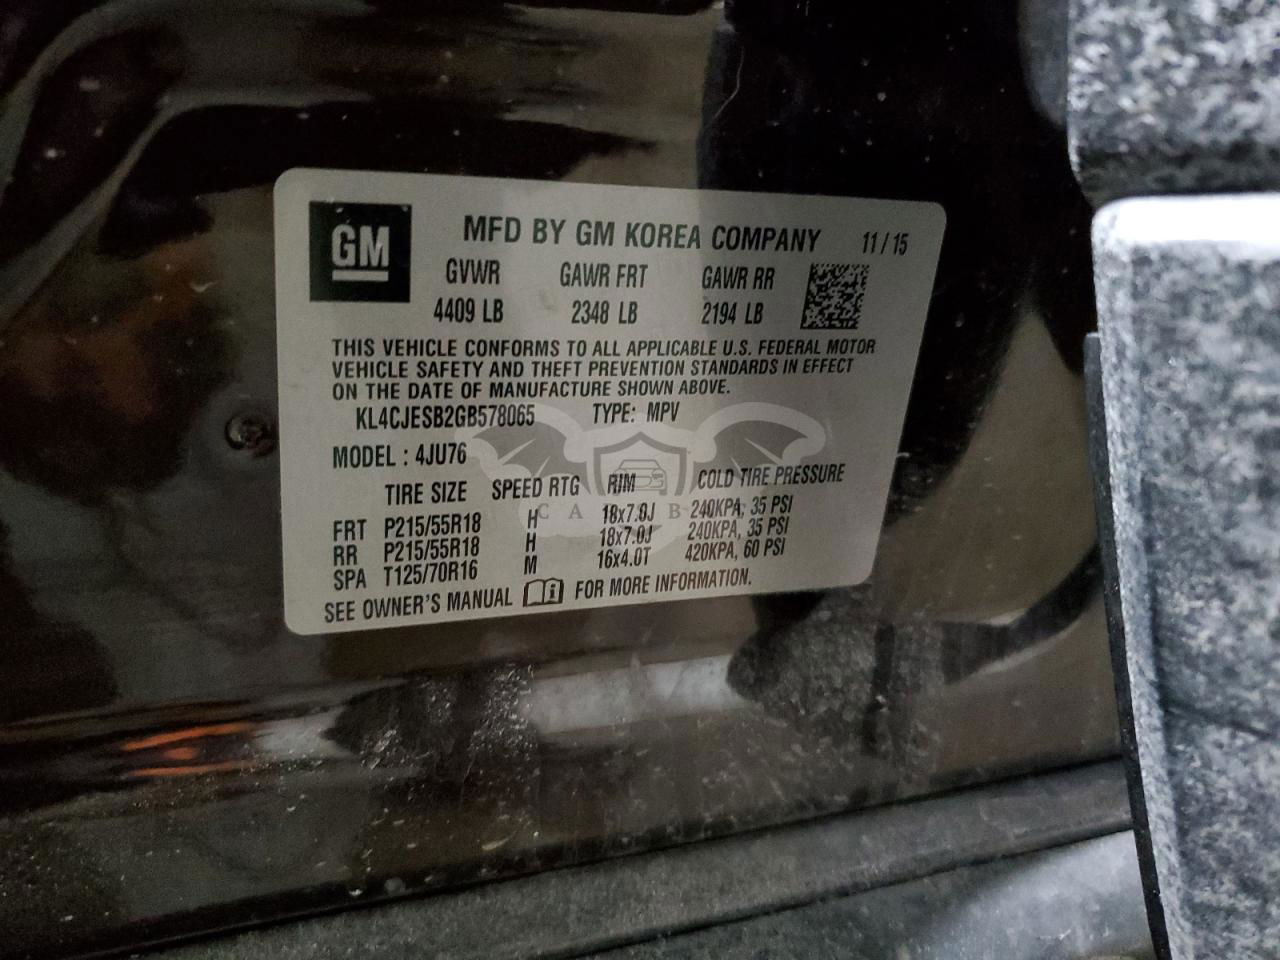 GM
MFD BY GM KOREA COMPANY 11 / 15
GVWR GAWR FRT GAWR RR
4409 LB 2348 LB 2194 LB
THIS VEHICLE CONFORMS TO ALL APPLICABLE U.S. FEDERAL MOTOR
VEHICLE SAFETY AND THEFT PREVENTION STANDARDS IN EFFECT
ON THE DATE OF MANUFACTURE SHOWN ABOVE.
KL4CJESB2GB578065 TYPE: MPV
MODEL : 4JU76
TIRE SIZE SPEED RTG RIM COLD TIRE PRESSURE
FRT P215/55R18 H 18x7.0J 240KPA, 35 PSI
RR P215/55R18 H 18x7.0J 240KPA, 35 PSI
SPA T125/70R16 M 16x4.0T 420KPA, 60 PSI
SEE OWNER'S MANUAL FOR MORE INFORMATION.